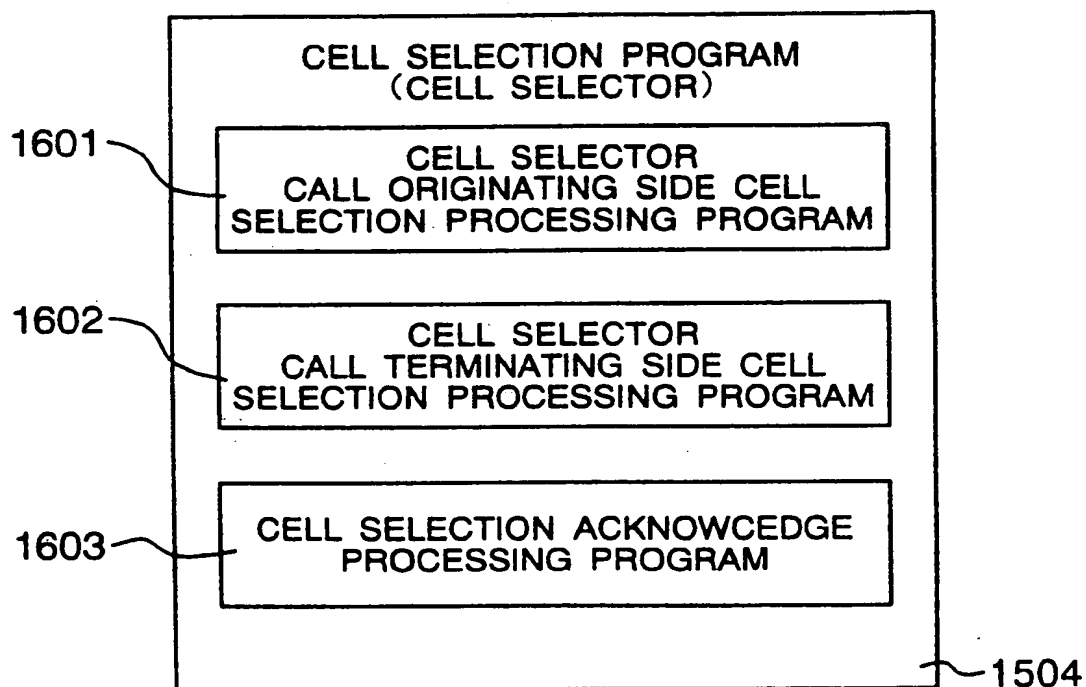 CELL SELECTION PROGRAM
(CELL SELECTOR)
1601
CELL SELECTOR
CALL ORIGINATING SIDE CELL
SELECTION PROCESSING PROGRAM
1602
CELL SELECTOR
CALL TERMINATING SIDE CELL
SELECTION PROCESSING PROGRAM
1603
CELL SELECTION ACKNOWCEDGE
PROCESSING PROGRAM
1504